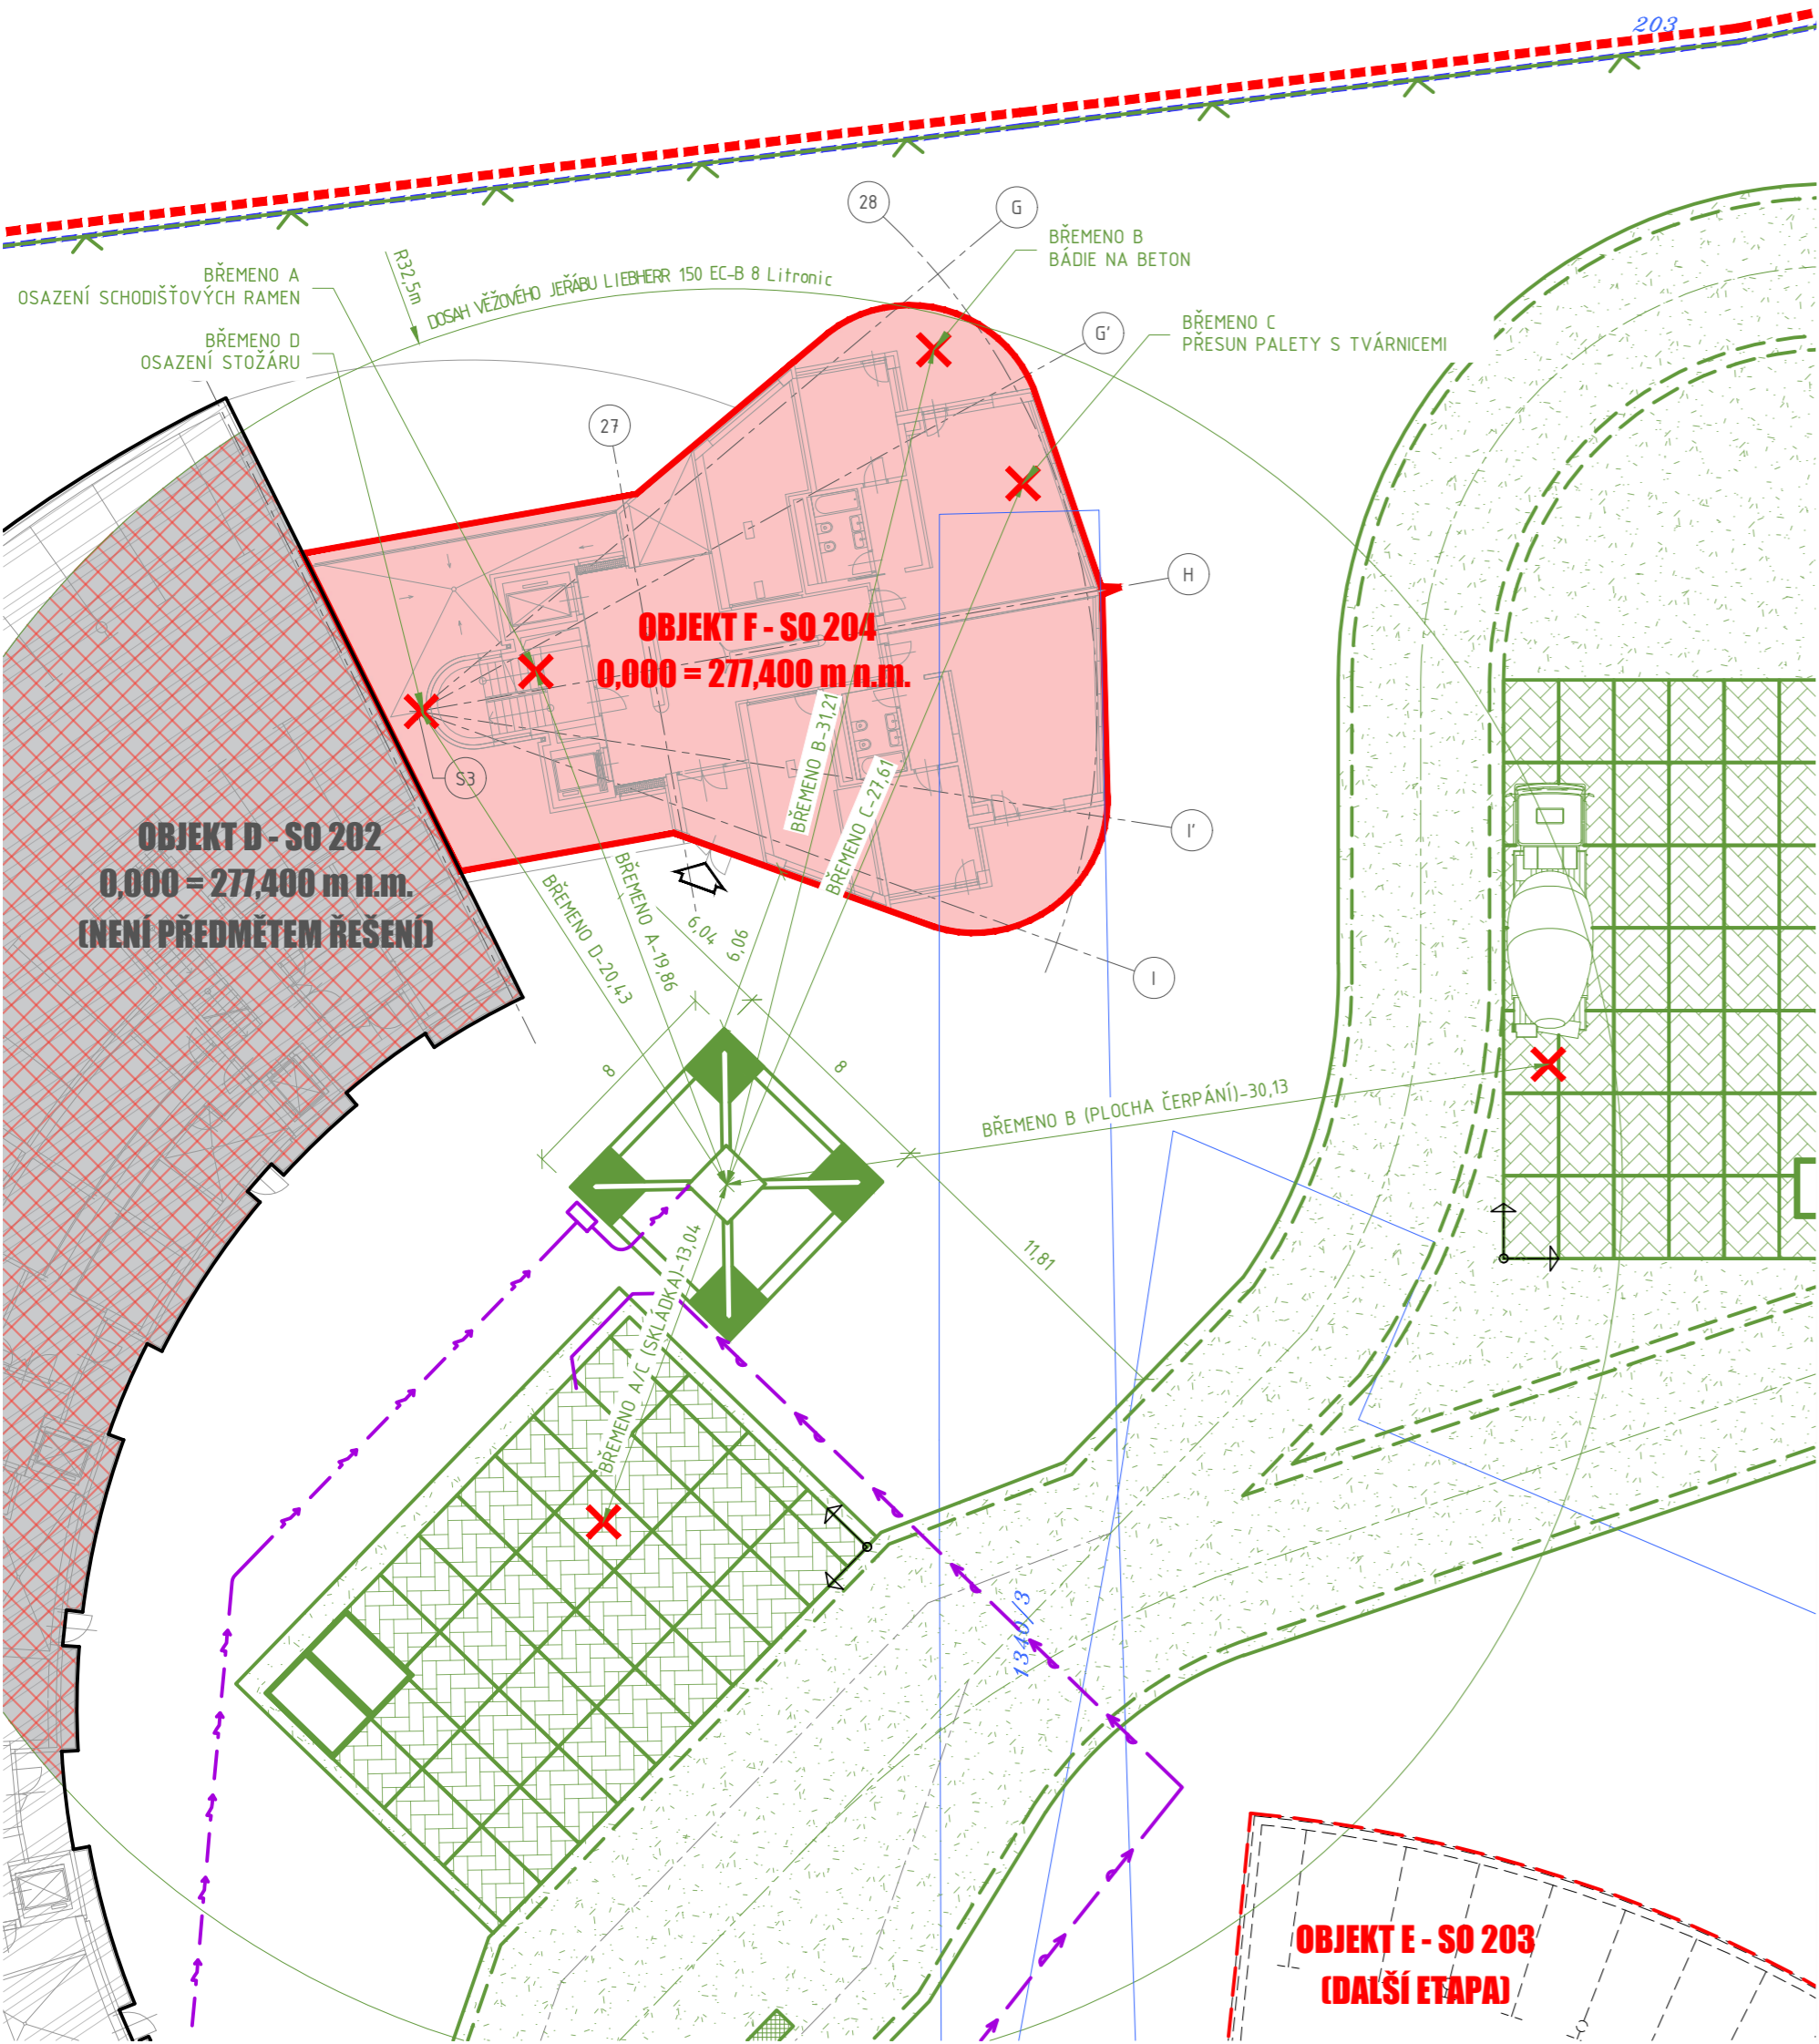 203
28
G
BŘEMENO B
BÁDIE NA BETON
BŘEMENO A
OSAZENÍ SCHODIŠŤOVÝCH RAMEN
R32,5m
DOSAH VĚŽOVÉHO JEŘÁBU LIEBHERR 150 EC-B 8 Litronic
BŘEMENO C
PŘESUN PALETY S TVÁRNICEMI
G'
BŘEMENO D
OSAZENÍ STOŽÁRU
27
H
OBJEKT F - SO 204
0,000 = 277,400 m n.m.
S3
BŘEMENO B-31,21
BŘEMENO C-27,61
I'
OBJEKT D - SO 202
0,000 = 277,400 m n.m.
(NENÍ PŘEDMĚTEM ŘEŠENÍ)
BŘEMENO D-20,43
BŘEMENO A-19,86
6,04
6,06
I
8
8
BŘEMENO B (PLOCHA ČERPÁNÍ)-30,13
11,81
BŘEMENO A/C (SKLÁDKA)-13,04
1340/3
OBJEKT E - SO 203
(DALŠÍ ETAPA)